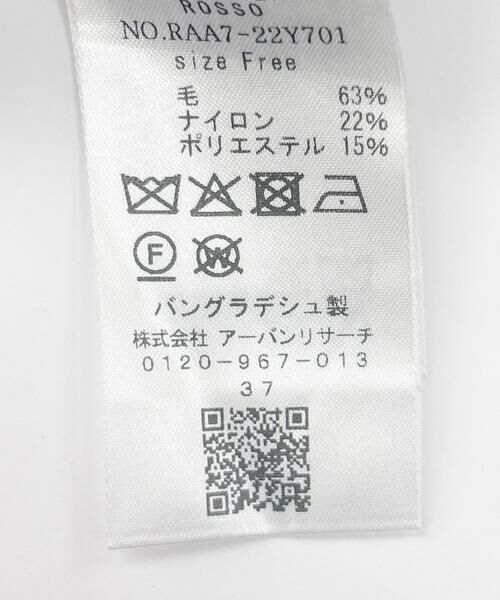 ROSSO
NO.RAA7-22Y701
size Free
毛 63%
ナイロン 22%
ポリエステル 15%
F
W
バングラデシュ製
株式会社 アーバンリサーチ
0120-967-013
37